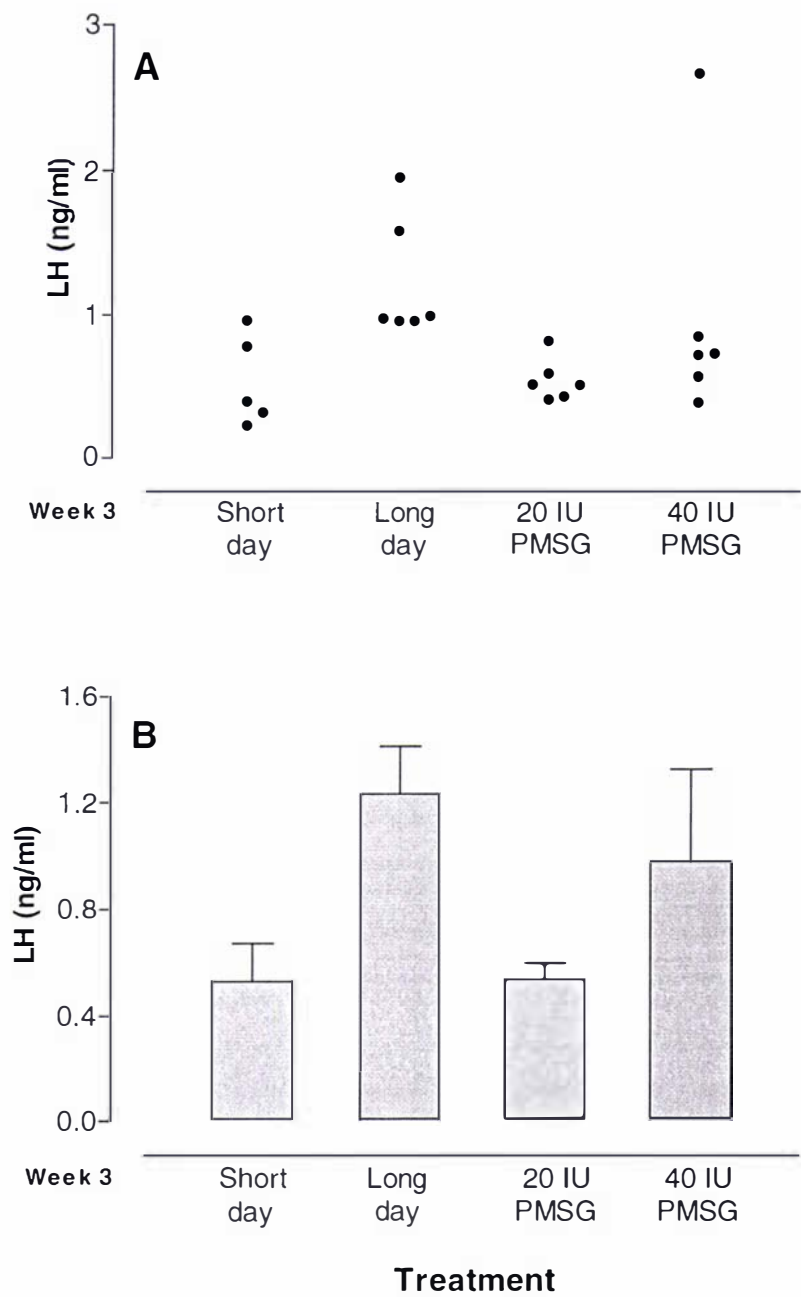 3
A
2
LH (ng/ml)
1
0
Week 3
Short day
Long day
20 IU PMSG
40 IU PMSG
1.6
B
1.2
LH (ng/ml)
0.8
0.4
0.0
Week 3
Short day
Long day
20 IU PMSG
40 IU PMSG
Treatment